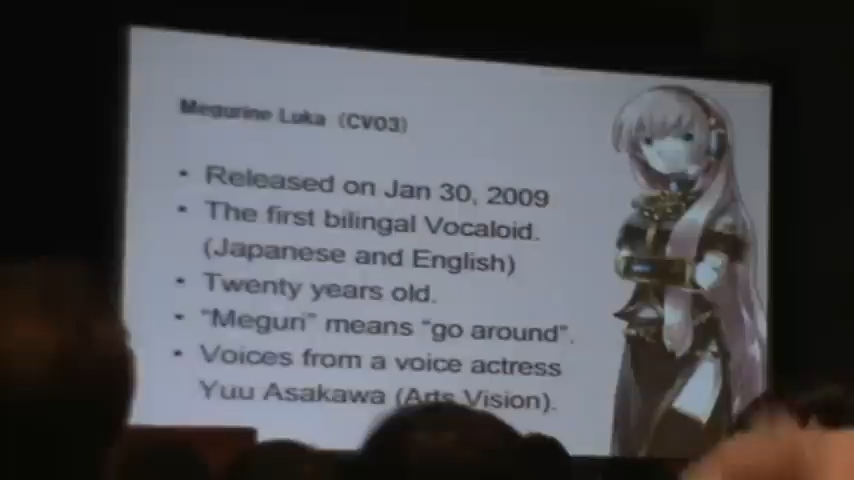 Megurine Luka (CV03)
• Released on Jan 30, 2009
• The first bilingal Vocaloid.
(Japanese and English)
• Twenty years old.
• “Meguri” means “go around”.
• Voices from a voice actress
Yuu Asakawa (Arts Vision).